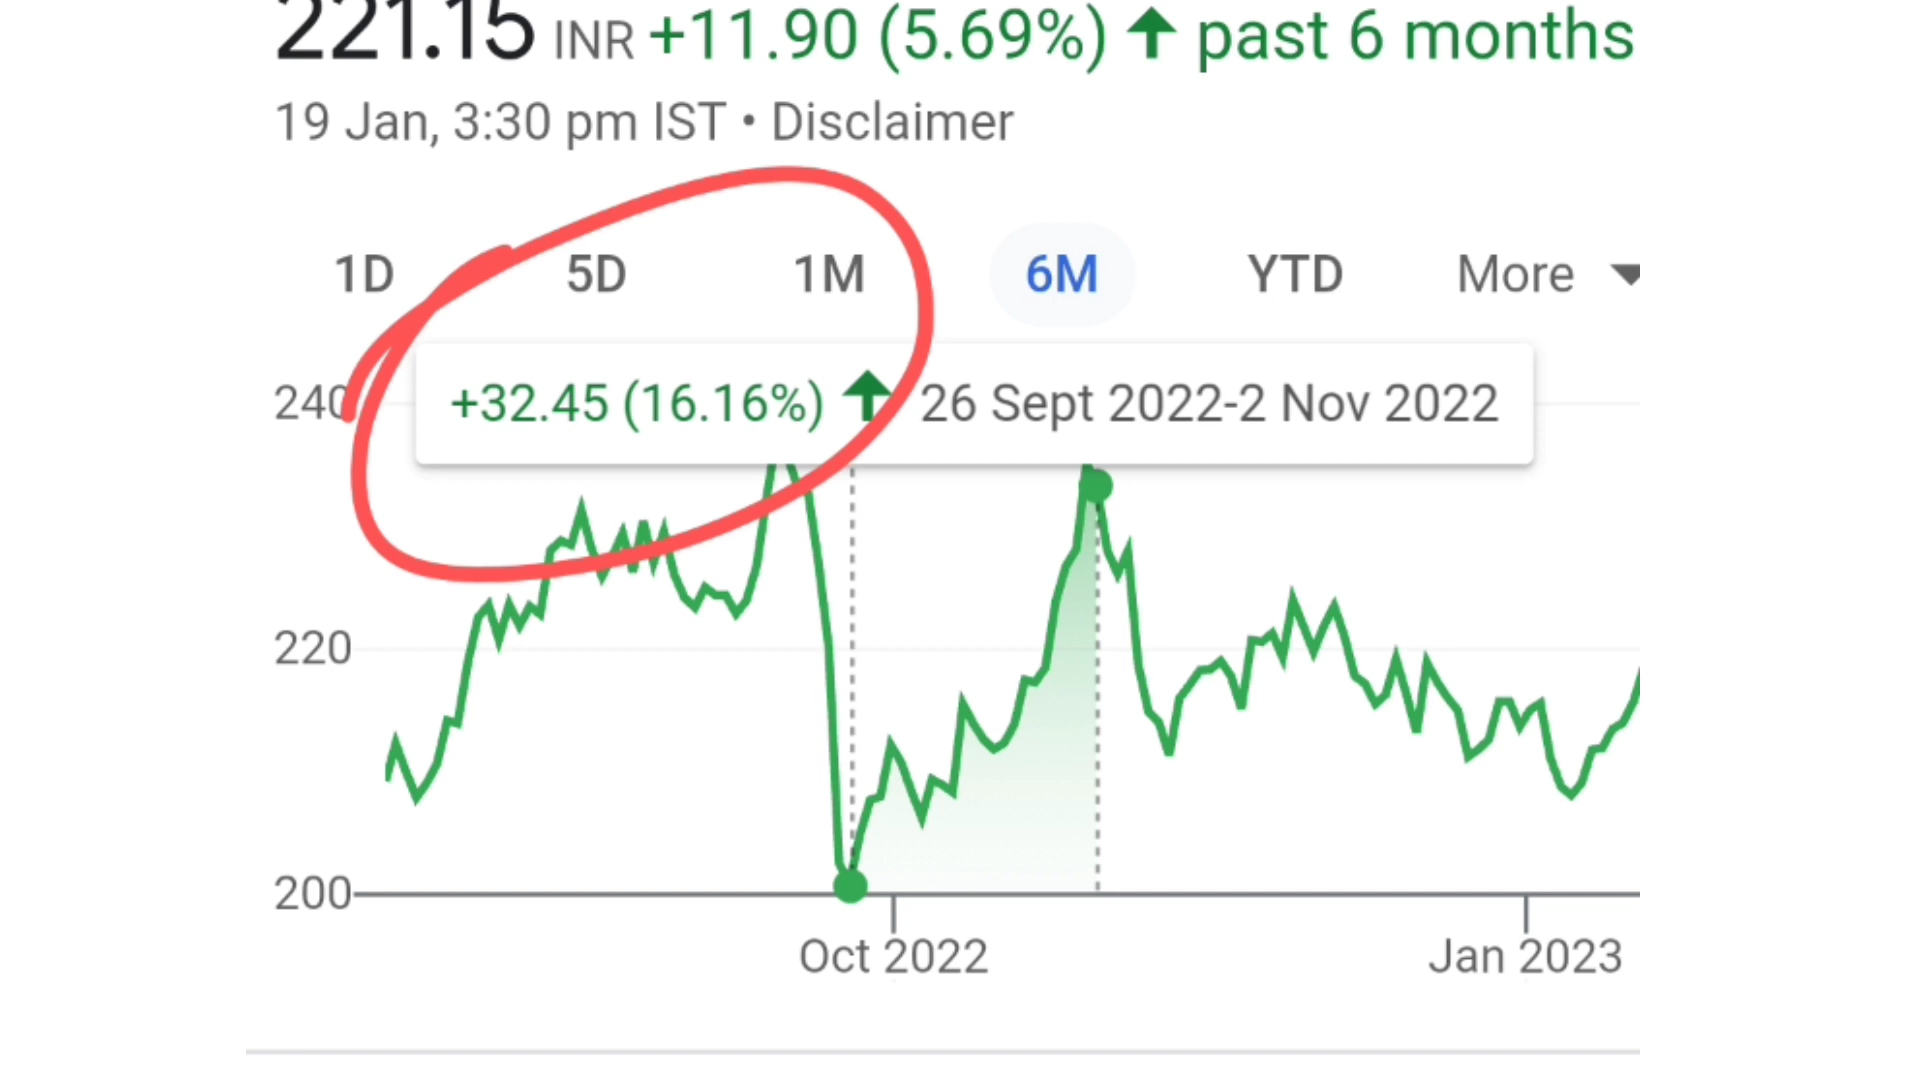 221.15 INR +11.90 (5.69%) ↑ past 6 months
19 Jan, 3:30 pm IST • Disclaimer
1D 5D 1M 6M YTD More
+32.45 (16.16%) ↑ 26 Sept 2022-2 Nov 2022
240
220
200
Oct 2022 Jan 2023